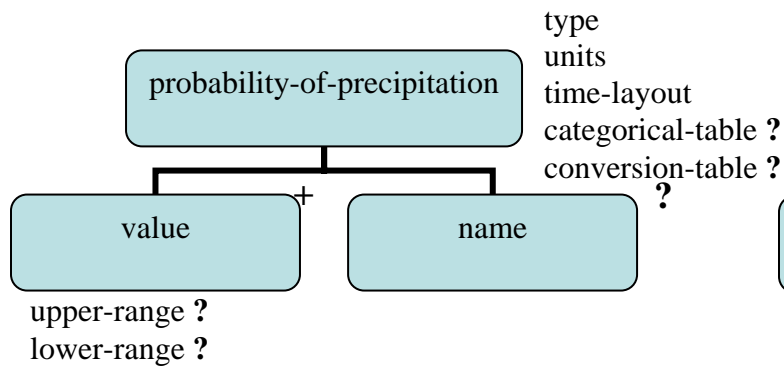 type
units
probability-of-precipitation
time-layout
categorical-table ?
conversion-table ?
+
?
value
name
upper-range ?
lower-range ?